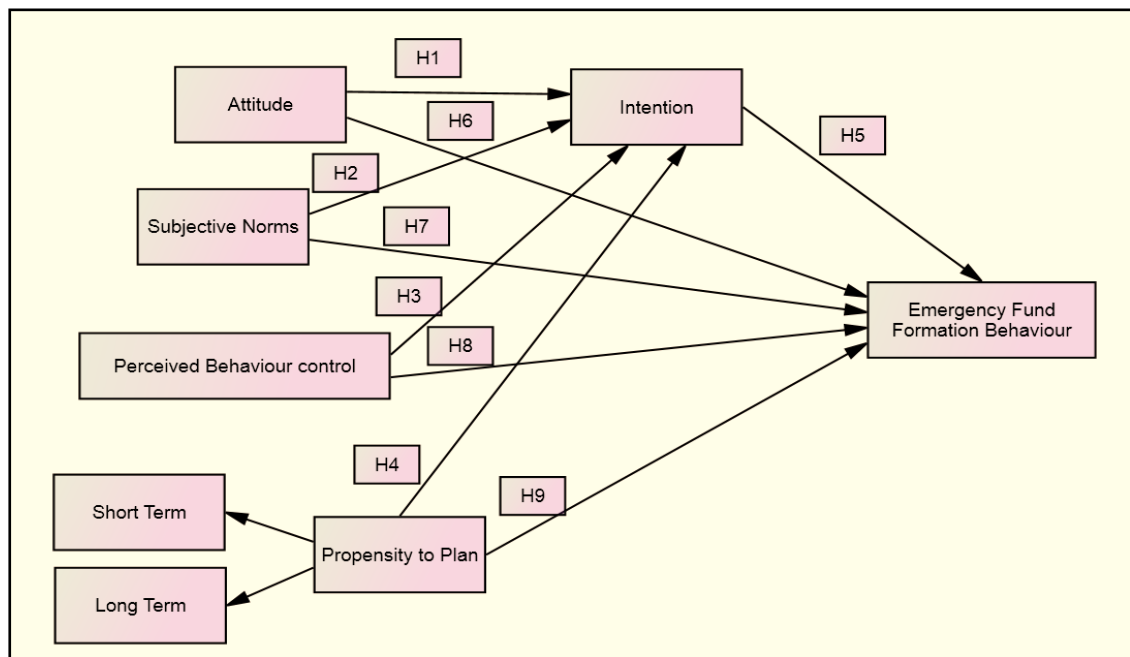 H1
Attitude
Intention
H6
H5
H2
Subjective Norms
H7
H3
Emergency Fund
Formation Behaviour
H8
Perceived Behaviour control
H4
H9
Short Term
Propensity to Plan
Long Term